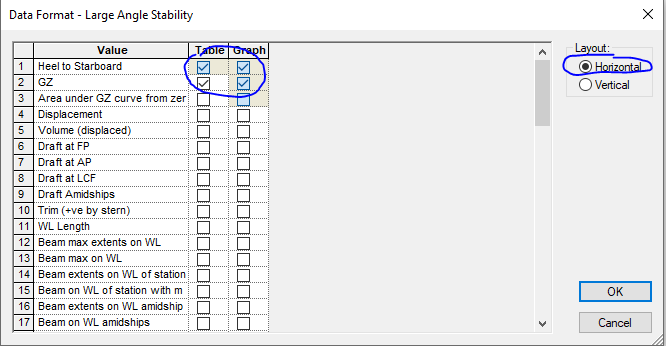 Data Format - Large Angle Stability
Value Table Graph
1 Heel to Starboard
2 GZ
3 Area under GZ curve from zer
4 Displacement
5 Volume (displaced)
6 Draft at FP
7 Draft at AP
8 Draft at LCF
9 Draft Amidships
10 Trim (+ve by stern)
11 WL Length
12 Beam max extents on WL
13 Beam max on WL
14 Beam extents on WL of station
15 Beam on WL of station with m
16 Beam extents on WL amidship
17 Beam on WL amidships
Layout:
Horizontal
Vertical
OK
Cancel